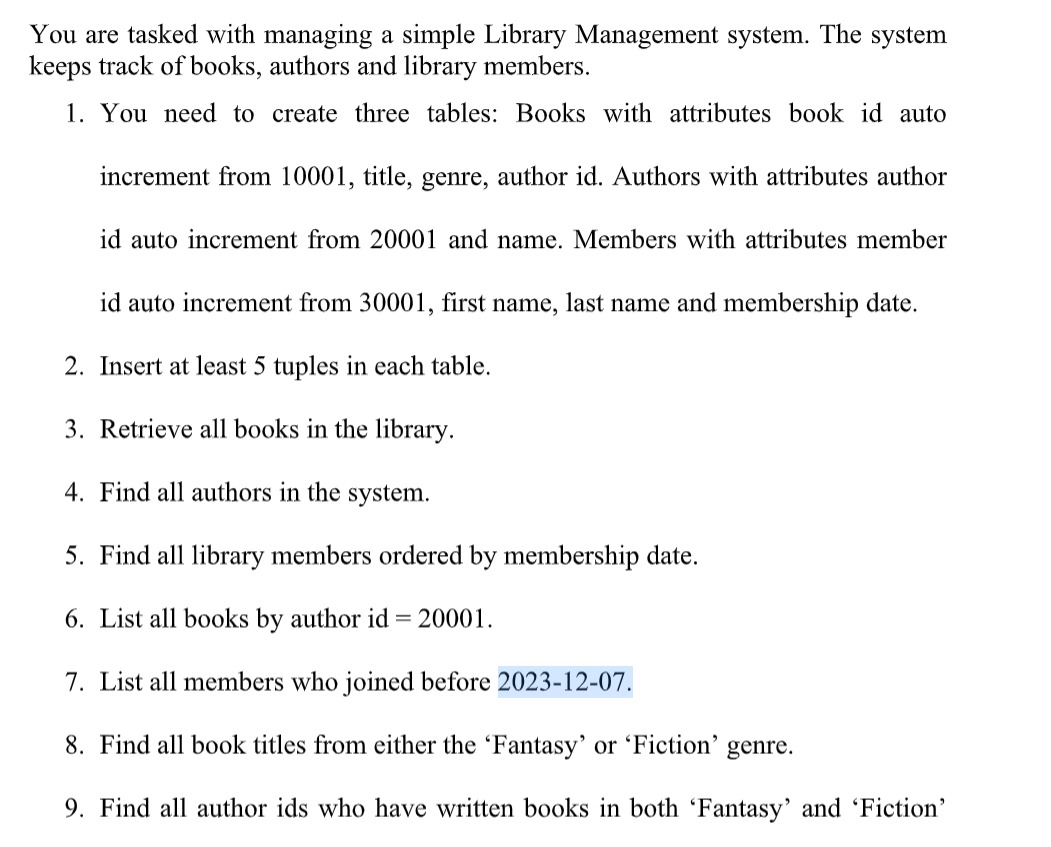 You are tasked with managing a simple Library Management system. The system
keeps track of books, authors and library members.
1. You need to create three tables: Books with attributes book id auto
increment from 10001, title, genre, author id. Authors with attributes author
id auto increment from 20001 and name. Members with attributes member
id auto increment from 30001, first name, last name and membership date.
2. Insert at least 5 tuples in each table.
3. Retrieve all books in the library.
4. Find all authors in the system.
5. Find all library members ordered by membership date.
6. List all books by author id = 20001.
7. List all members who joined before 2023-12-07.
8. Find all book titles from either the ‘Fantasy’ or ‘Fiction’ genre.
9. Find all author ids who have written books in both ‘Fantasy’ and ‘Fiction’